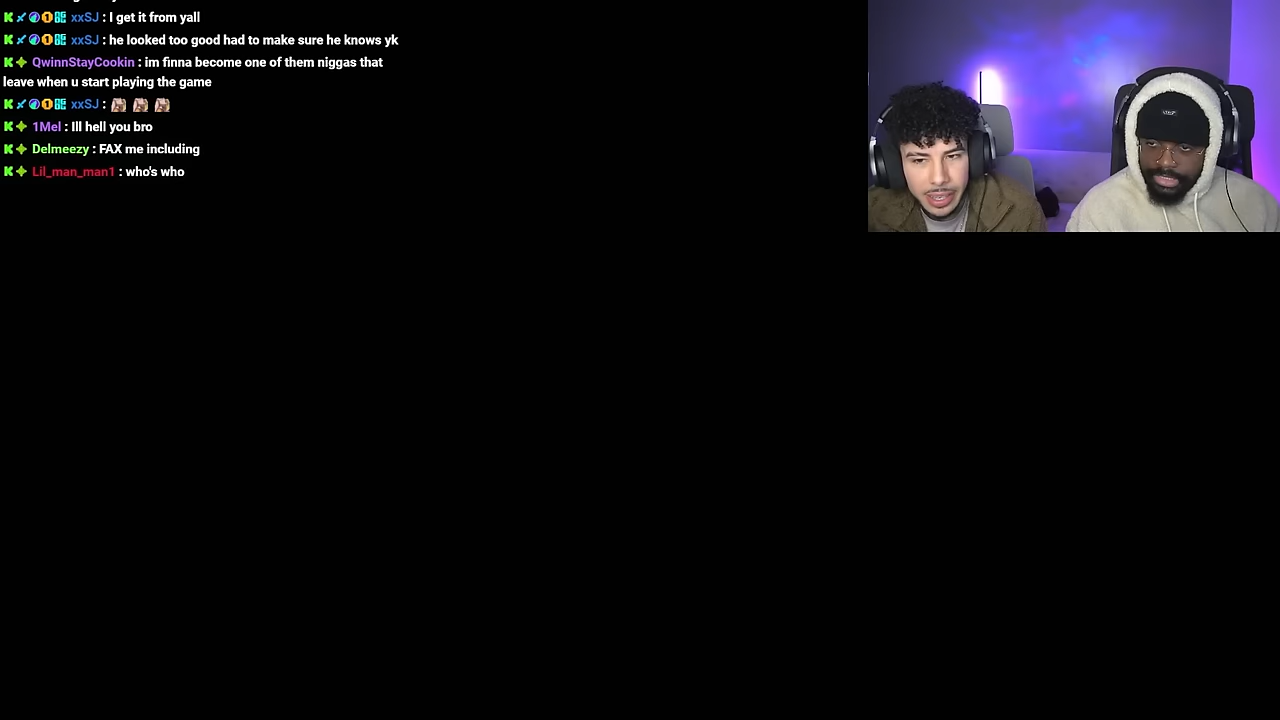 xxSJ : I get it from yall
xxSJ : he looked too good had to make sure he knows yk
QwinnStayCookin : im finna become one of them niggas that
leave when u start playing the game
xxSJ :
1Mel : Ill hell you bro
Delmeezy : FAX me including
Lil_man_man1 : who's who